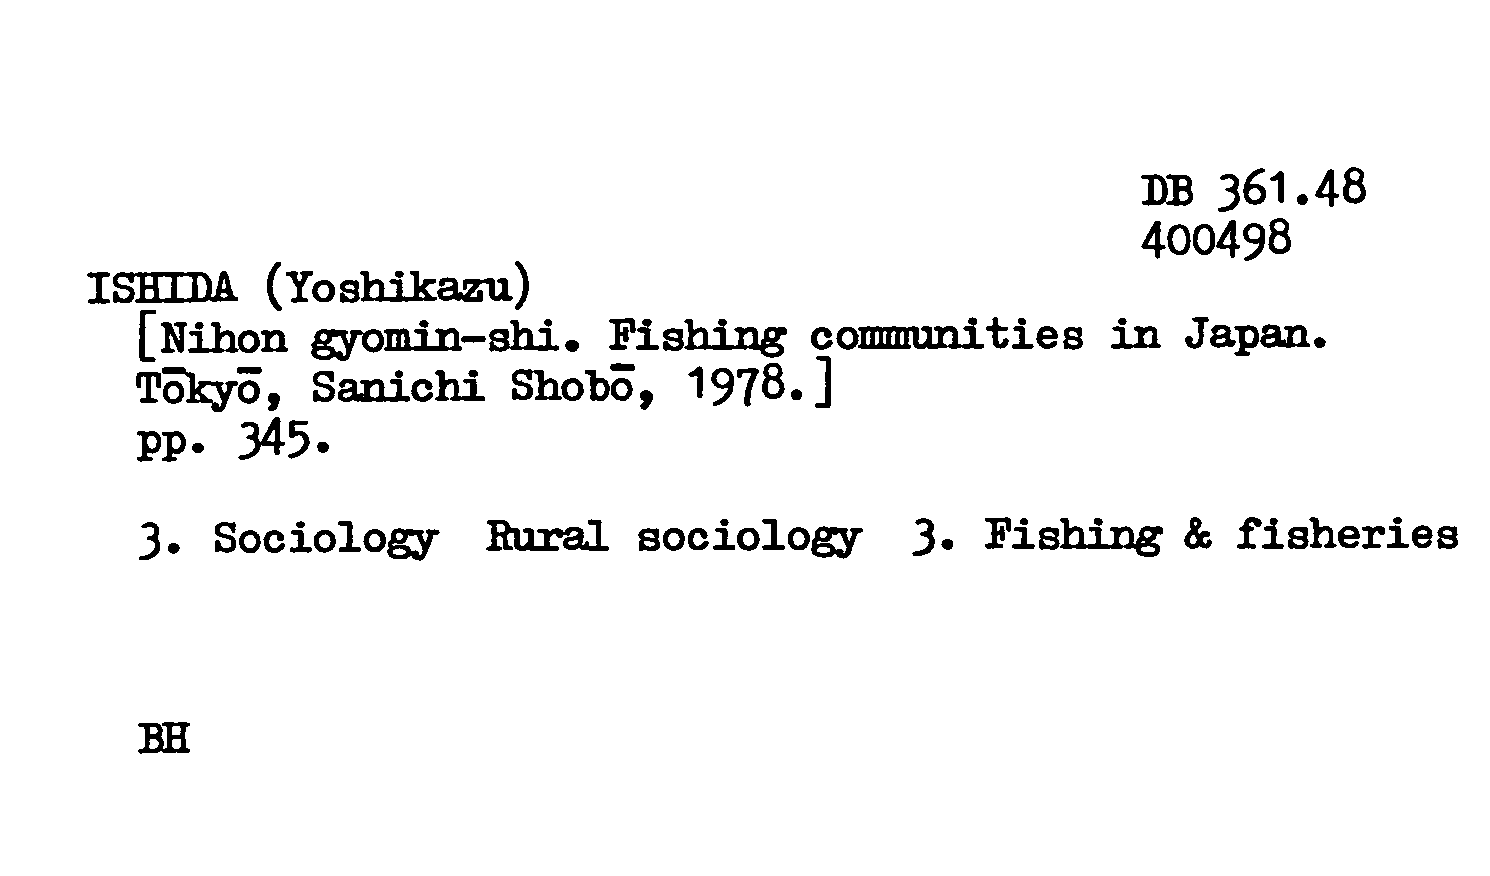 DB 361.48
400498
ISHIDA (Yoshikazu)
[Nihon gyomin-shi. Fishing communities in Japan.
Tōkyō, Sanichi Shobō, 1978.]
pp. 345.
3. Sociology Rural sociology 3. Fishing & fisheries
BH